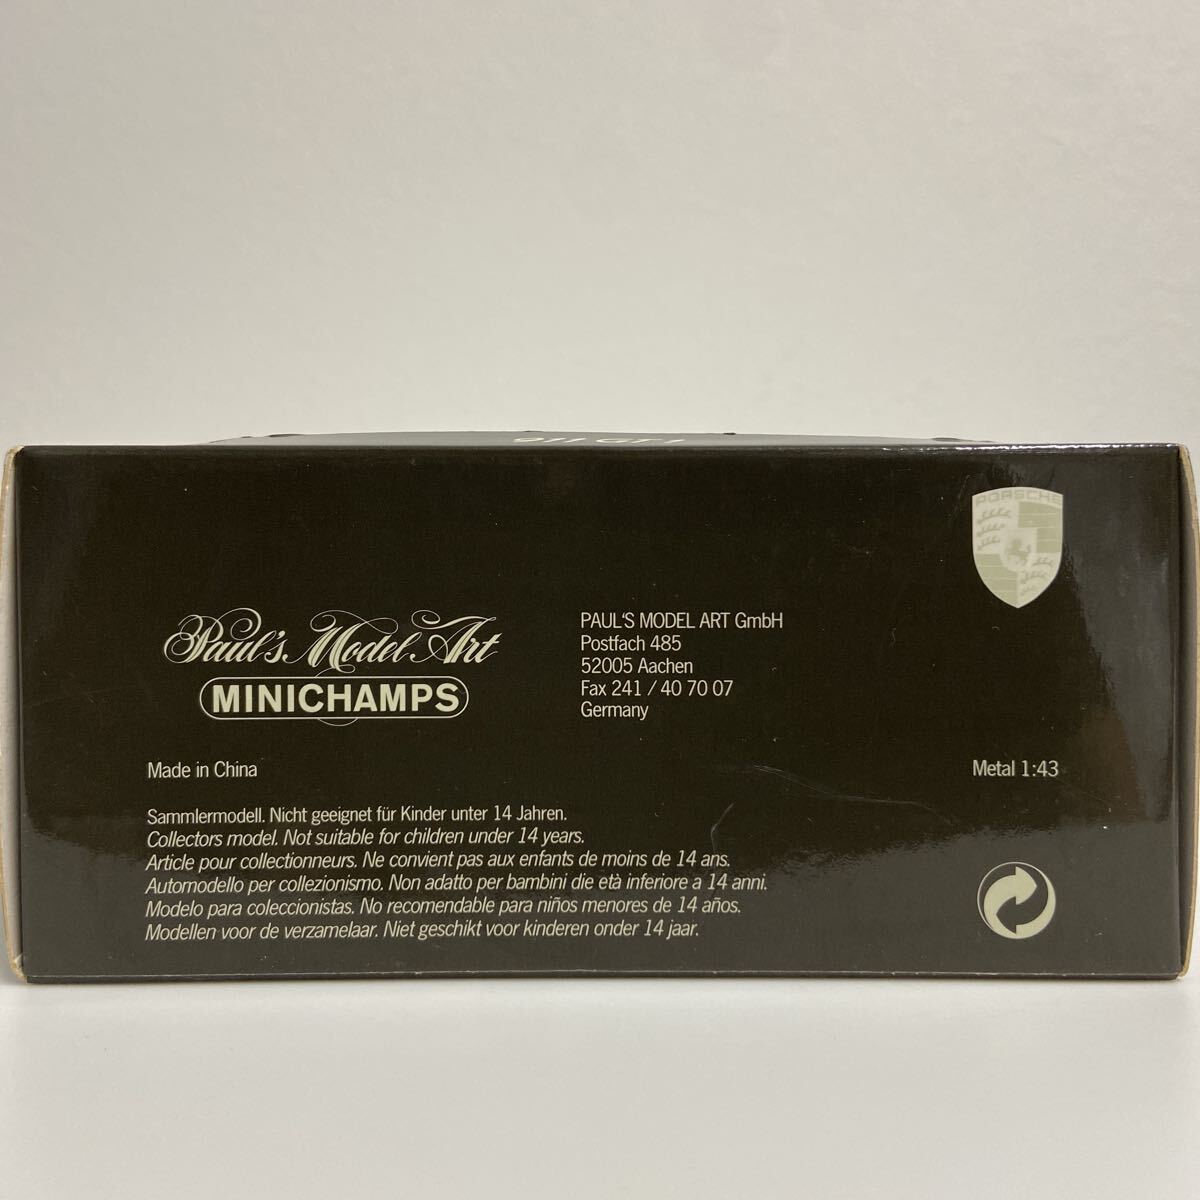 911 GT1
PORSCHE
Paul's Model Art
MINICHAMPS
PAUL'S MODEL ART GmbH
Postfach 485
52005 Aachen
Fax 241 / 40 70 07
Germany
Made in China
Metal 1:43
Sammlermodell. Nicht geeignet für Kinder unter 14 Jahren.
Collectors model. Not suitable for children under 14 years.
Article pour collectionneurs. Ne convient pas aux enfants de moins de 14 ans.
Automodello per collezionismo. Non adatto per bambini die età inferiore a 14 anni.
Modelo para coleccionistas. No recomendable para niños menores de 14 años.
Modellen voor de verzamelaar. Niet geschikt voor kinderen onder 14 jaar.